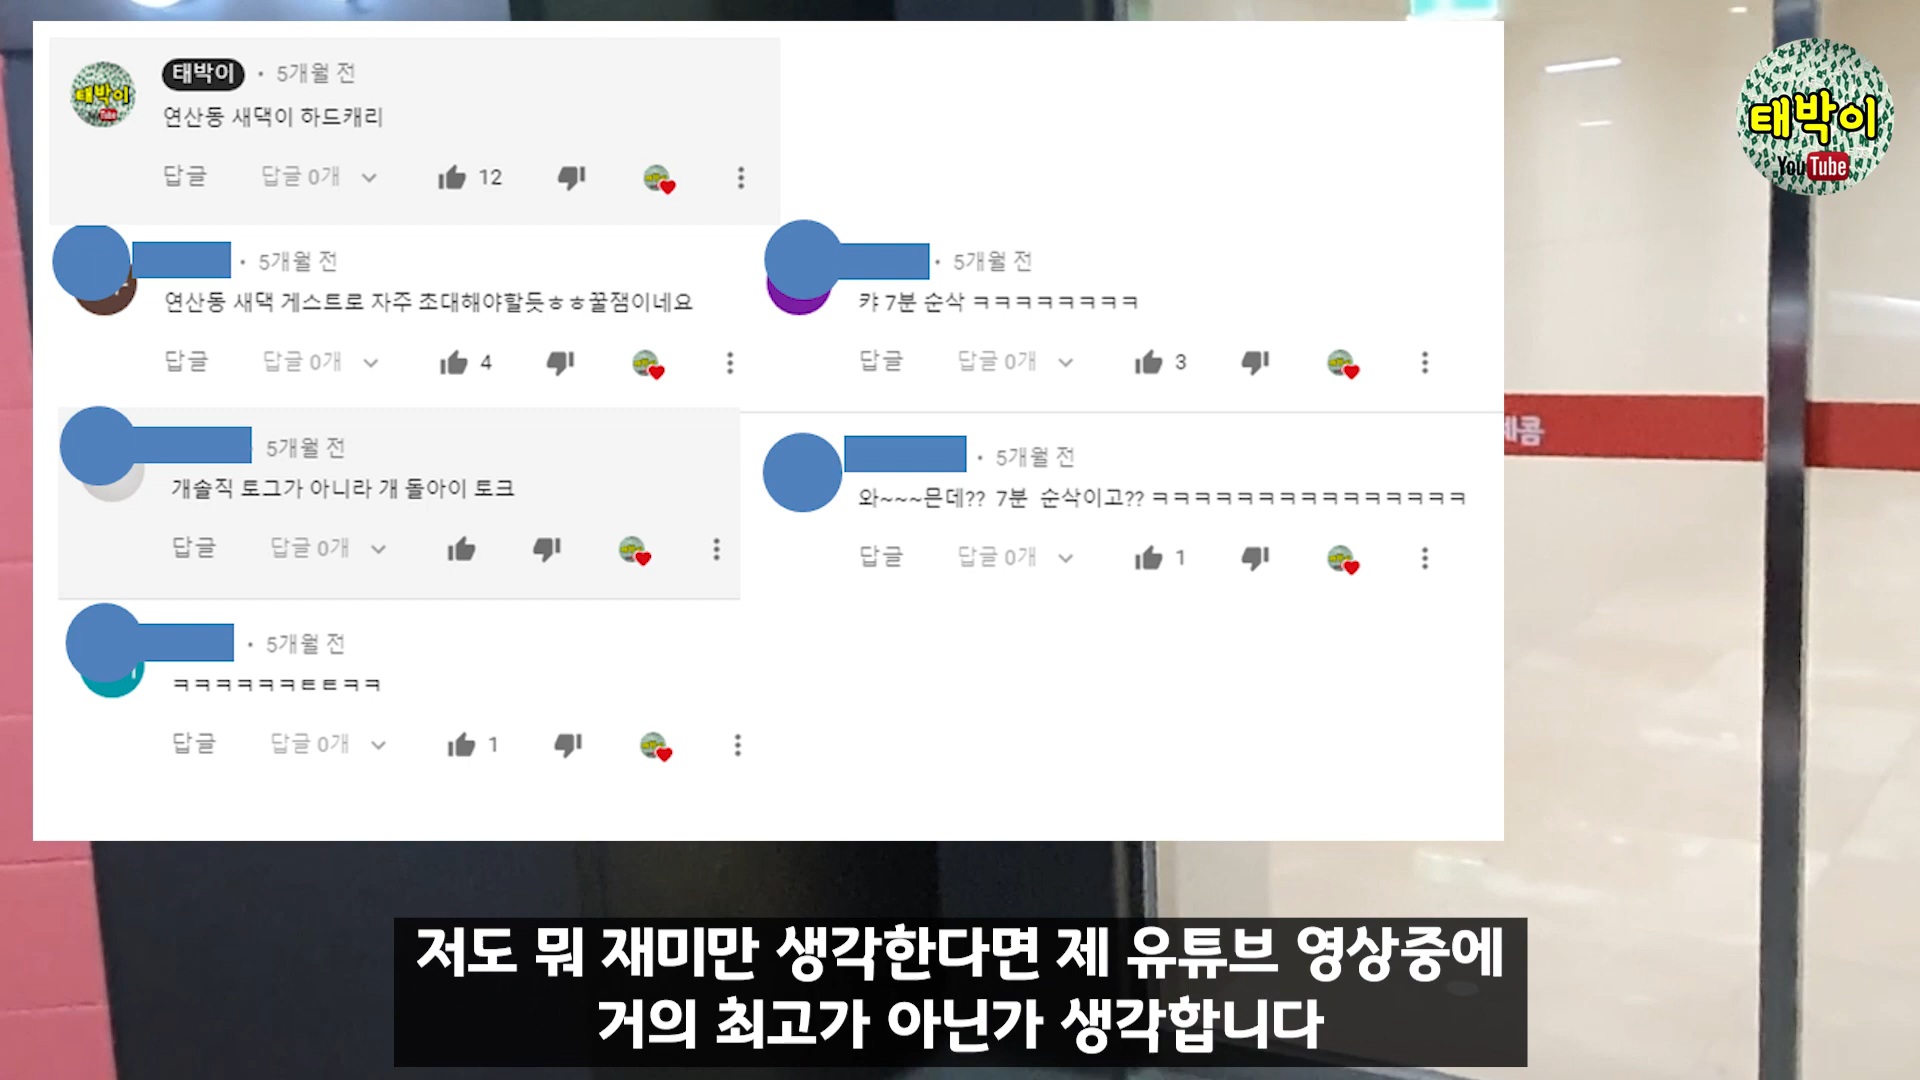 태박이 • 5개월 전
연산동 새댁이 하드캐리
답글 답글 0개 12
• 5개월 전
연산동 새댁 게스트로 자주 초대해야할듯ㅎㅎ꿀잼이네요
답글 답글 0개 4
• 5개월 전
캬 7분 순삭 ㅋㅋㅋㅋㅋㅋㅋㅋ
답글 답글 0개 3
5개월 전
개솔직 토그가 아니라 개 돌아이 토크
답글 답글 0개
• 5개월 전
와~~~믄데?? 7분 순삭이고?? ㅋㅋㅋㅋㅋㅋㅋㅋㅋㅋㅋㅋㅋㅋㅋ
답글 답글 0개 1
• 5개월 전
ㅋㅋㅋㅋㅋㅋㅌㅌㅋㅋ
답글 답글 0개 1
태박이
YouTube
저도 뭐 재미만 생각한다면 제 유튜브 영상중에
거의 최고가 아닌가 생각합니다